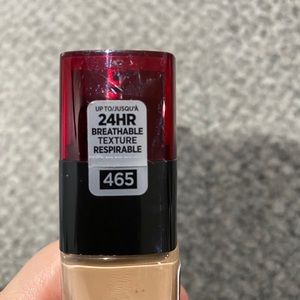 UP TO/JUSQU'À
24HR
BREATHABLE
TEXTURE
RESPIRABLE
465